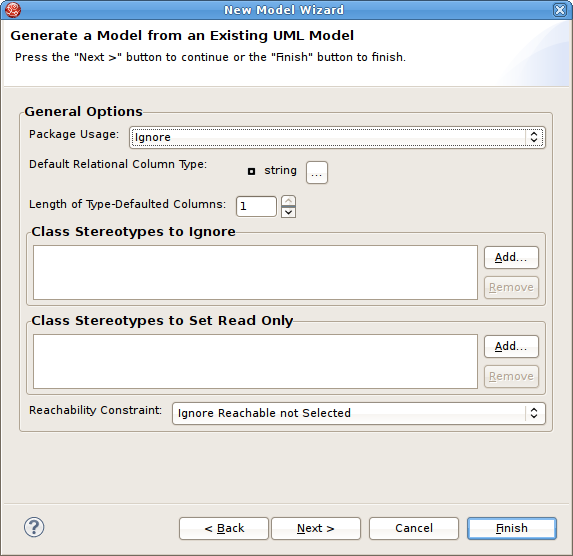 New Model Wizard
Generate a Model from an Existing UML Model
Press the "Next >" button to continue or the "Finish" button to finish.
General Options
Package Usage: Ignore
Default Relational Column Type: string ...
Length of Type-Defaulted Columns: 1
Class Stereotypes to Ignore
Add...
Remove
Class Stereotypes to Set Read Only
Add...
Remove
Reachability Constraint: Ignore Reachable not Selected
? < Back Next > Cancel Finish